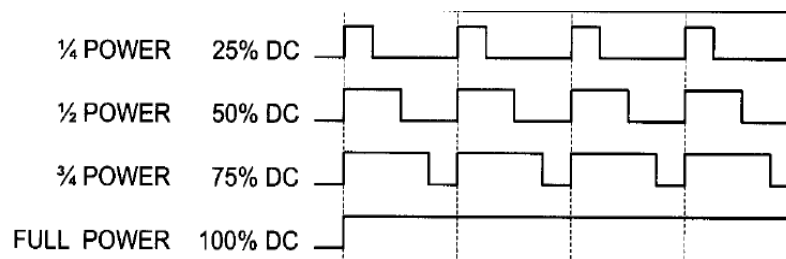 ¼ POWER 25% DC
½ POWER 50% DC
¾ POWER 75% DC
FULL POWER 100% DC